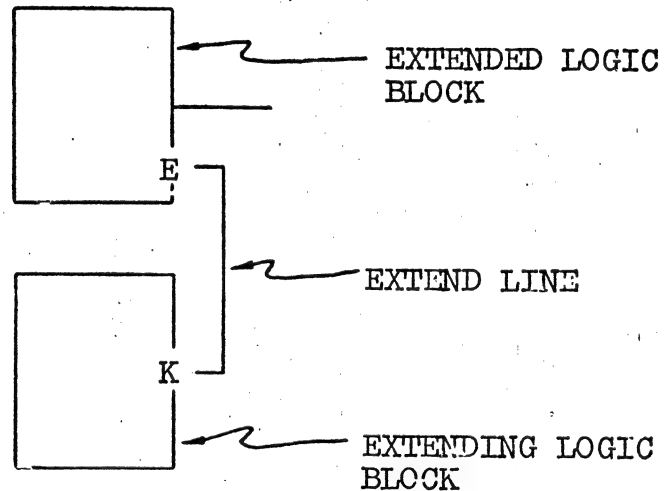 EXTENDED LOGIC
BLOCK
E
EXTEND LINE
K
EXTENDING LOGIC
BLOCK